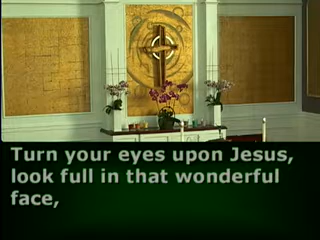 Turn your eyes upon Jesus,
look full in that wonderful
face,